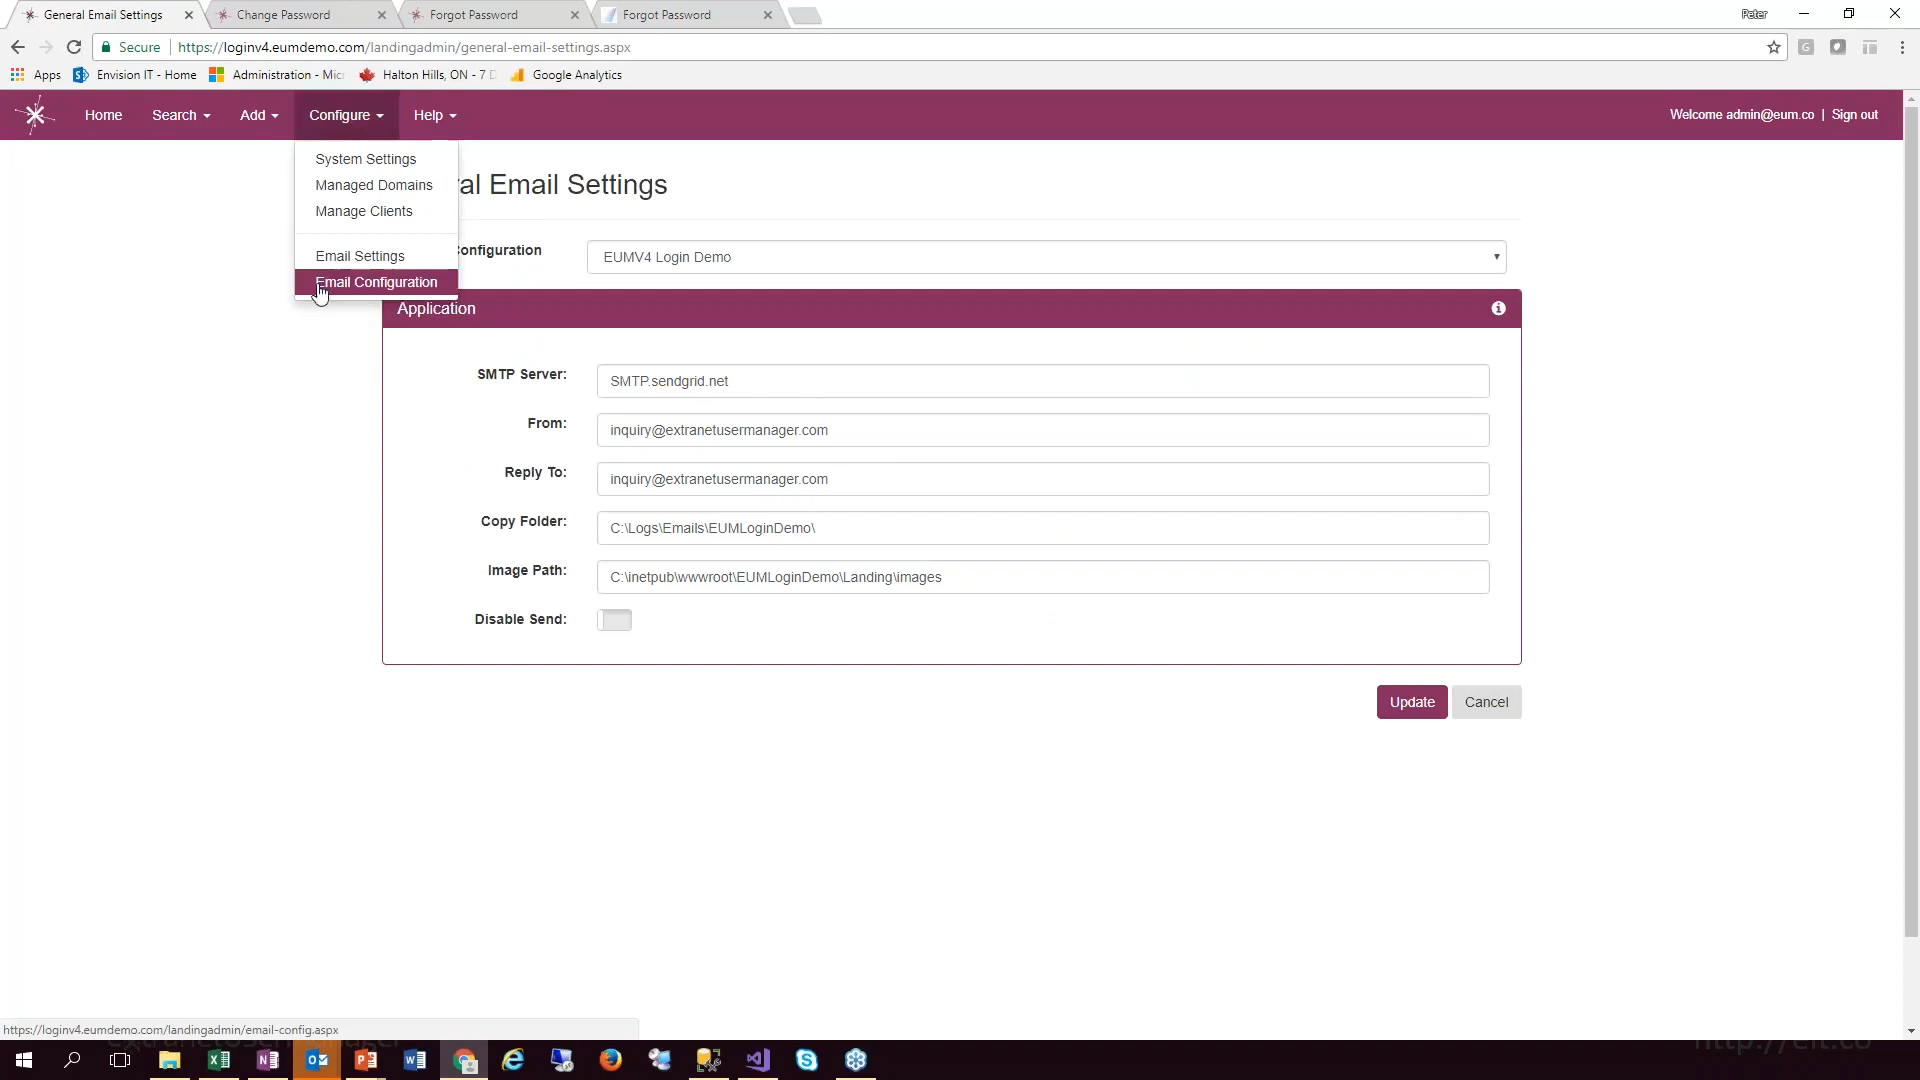 General Email Settings
Change Password
Forgot Password
Forgot Password
Peter
Secure
https://loginv4.eumdemo.com/landingadmin/general-email-settings.aspx
Apps
Envision IT - Home
Administration - Micr
Halton Hills, ON - 7 D
Google Analytics
Home
Search
Add
Configure
Help
Welcome admin@eum.co | Sign out
System Settings
Managed Domains
Manage Clients
Email Settings
Email Configuration
ral Email Settings
Configuration
EUMV4 Login Demo
Application
SMTP Server:
SMTP.sendgrid.net
From:
inquiry@extranetusermanager.com
Reply To:
inquiry@extranetusermanager.com
Copy Folder:
C:\Logs\Emails\EUMLoginDemo\
Image Path:
C:\inetpub\wwwroot\EUMLoginDemo\Landing\images
Disable Send:
Update
Cancel
https://loginv4.eumdemo.com/landingadmin/email-config.aspx